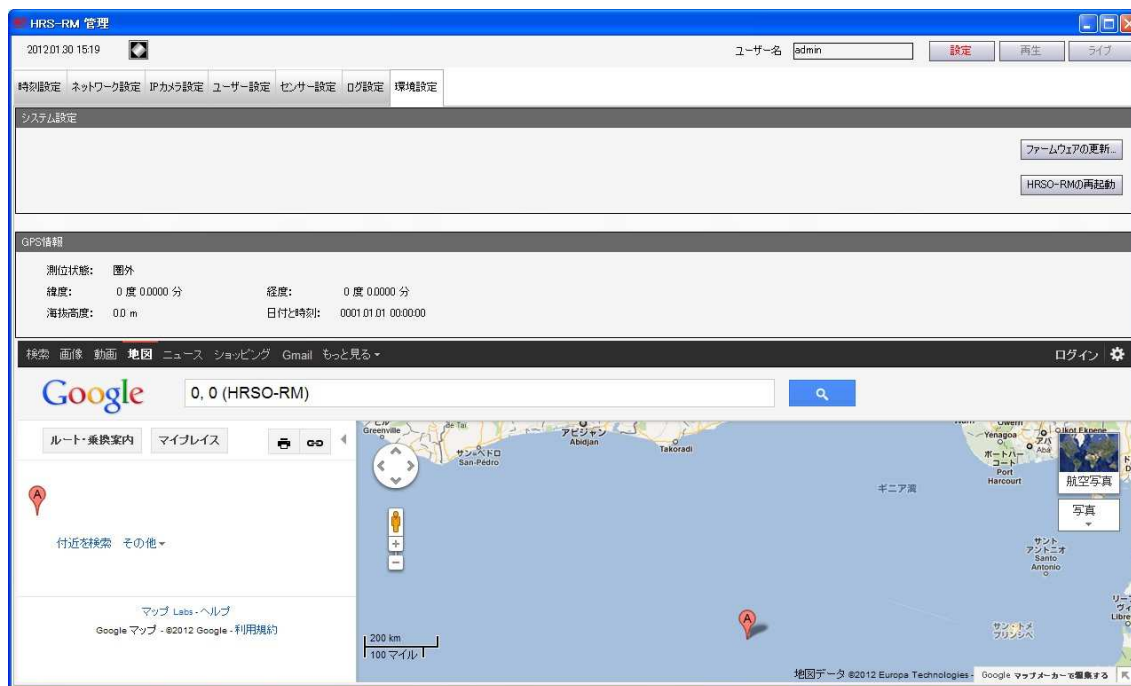 HRS-RM 管理
2012.01.30 15:19
ユーザー名 admin 設定 再生 ライブ
時刻設定 ネットワーク設定 IPカメラ設定 ユーザー設定 センサー設定 ログ設定 環境設定
システム設定
ファームウェアの更新...
HRSO-RMの再起動
GPS情報
測位状態: 圏外
緯度: 0 度 0.0000 分 経度: 0 度 0.0000 分
海抜高度: 0.0 m 日付と時刻: 0001.01.01 00:00:00
検索 画像 動画 地図 ニュース ショッピング Gmail もっと見る ログイン
Google 0, 0 (HRSO-RM)
ルート・乗換案内 マイプレイス
A
付近を検索 その他
マップ Labs - ヘルプ
Google マップ - ©2012 Google - 利用規約
Greenville
サン・ペドロ
San-Pédro
アビジャン
Abidjan
Takoradi
ギニア湾
Yenagoa
Aba
Ikot Ekpene
ポートハーコート
Port
Harcourt
航空写真
写真
サント
アントニオ
Santo
Antonio
Libre
サントメ
プリンシペ
A
200 km
100 マイル
地図データ ©2012 Europa Technologies -
Google マップメーカーで編集する